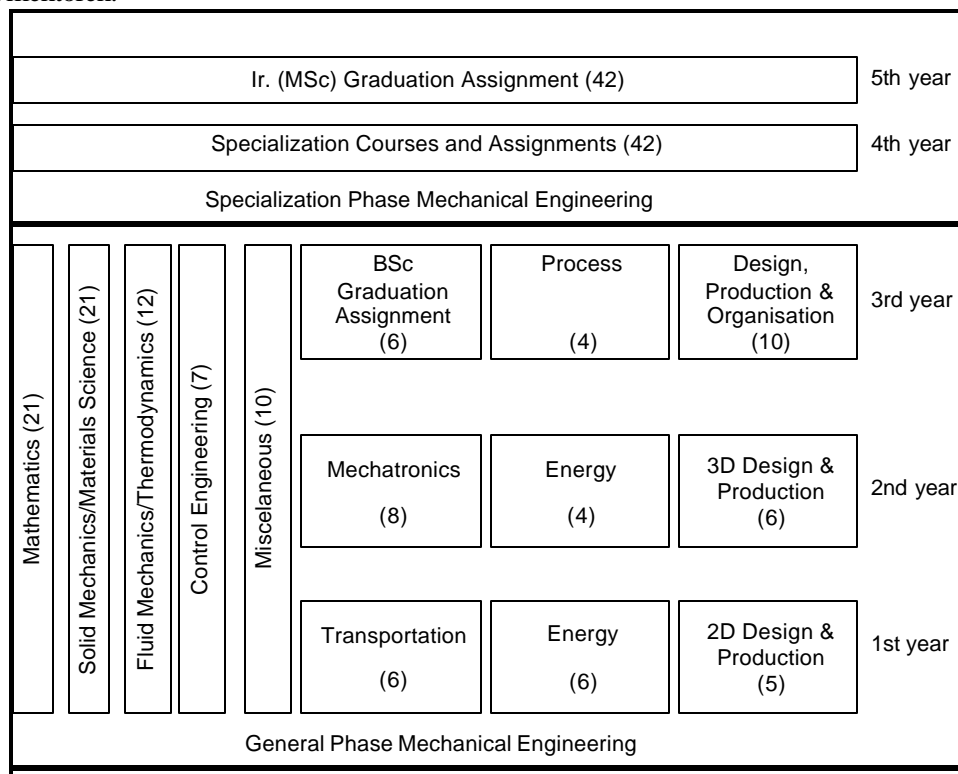 Ir. (MSc) Graduation Assignment (42)
5th year
Specialization Courses and Assignments (42)
4th year
Specialization Phase Mechanical Engineering
Mathematics (21)
Solid Mechanics/Materials Science (21)
Fluid Mechanics/Thermodynamics (12)
Control Engineering (7)
Miscelaneous (10)
BSc
Graduation
Assignment
(6)
Process
(4)
Design,
Production &
Organisation
(10)
3rd year
Mechatronics
(8)
Energy
(4)
3D Design &
Production
(6)
2nd year
Transportation
(6)
Energy
(6)
2D Design &
Production
(5)
1st year
General Phase Mechanical Engineering